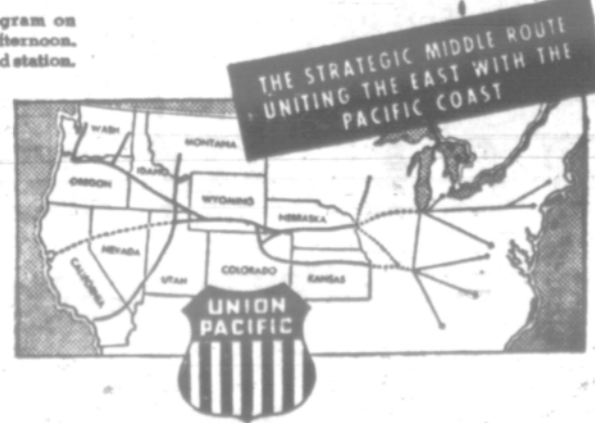 gram on
fternoon.
d station.
THE STRATEGIC MIDDLE ROUTE
UNITING THE EAST WITH THE
PACIFIC COAST
WASH
MONTANA
IDAHO
OREGON
WYOMING
NEBRASKA
NEVADA
CALIFORNIA
UTAH
COLORADO
KANSAS
UNION
PACIFIC